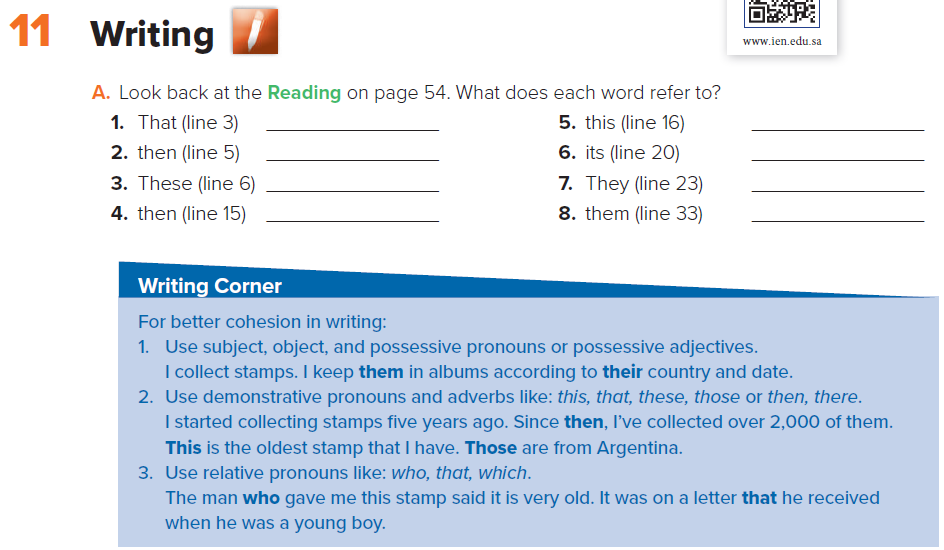 11 Writing
www.ien.edu.sa
A. Look back at the Reading on page 54. What does each word refer to?
1. That (line 3) ____________
2. then (line 5) ____________
3. These (line 6) ____________
4. then (line 15) ____________
5. this (line 16) ____________
6. its (line 20) ____________
7. They (line 23) ____________
8. them (line 33) ____________
Writing Corner
For better cohesion in writing:
1. Use subject, object, and possessive pronouns or possessive adjectives.
I collect stamps. I keep them in albums according to their country and date.
2. Use demonstrative pronouns and adverbs like: this, that, these, those or then, there.
I started collecting stamps five years ago. Since then, I’ve collected over 2,000 of them.
This is the oldest stamp that I have. Those are from Argentina.
3. Use relative pronouns like: who, that, which.
The man who gave me this stamp said it is very old. It was on a letter that he received
when he was a young boy.